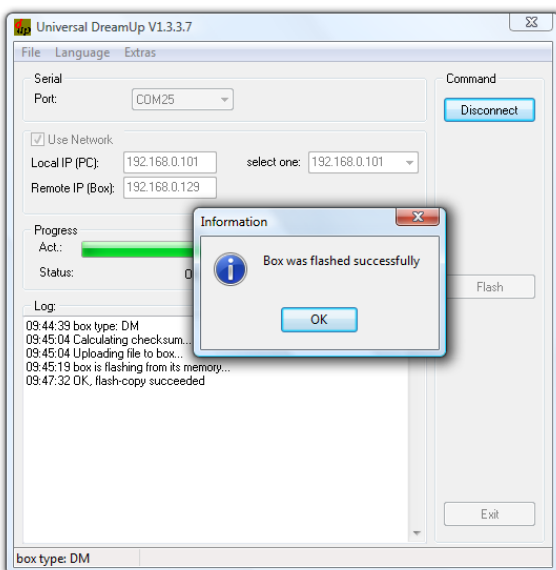 up Universal DreamUp V1.3.3.7
File Language Extras
Serial
Port: COM25
Command
Disconnect
Use Network
Local IP (PC): 192.168.0.101 select one: 192.168.0.101
Remote IP (Box): 192.168.0.129
Information
Box was flashed successfully
OK
Progress
Act.:
Status: 0
Flash
Log:
09:44:39 box type: DM
09:45:04 Calculating checksum...
09:45:04 Uploading file to box...
09:45:19 box is flashing from its memory...
09:47:32 OK, flash-copy succeeded
Exit
box type: DM